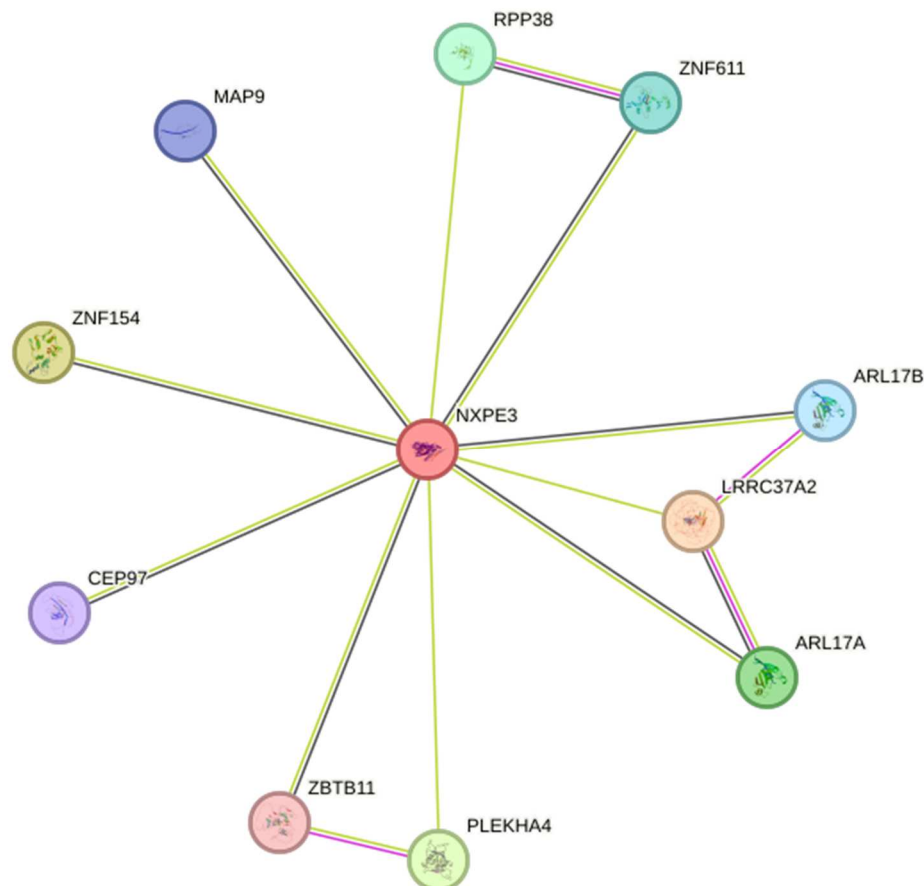 RPP38
ZNF611
MAP9
ZNF154
ARL17B
NXPE3
LRRC37A2
CEP97
ARL17A
ZBTB11
PLEKHA4